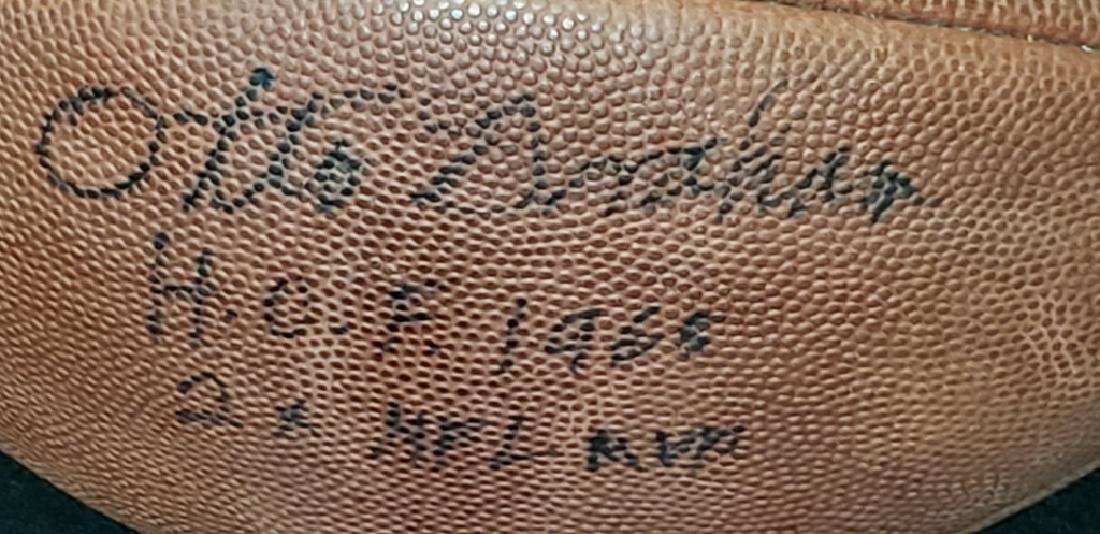 Otto Graham
H.O.F. 1965
2x NFL MVP